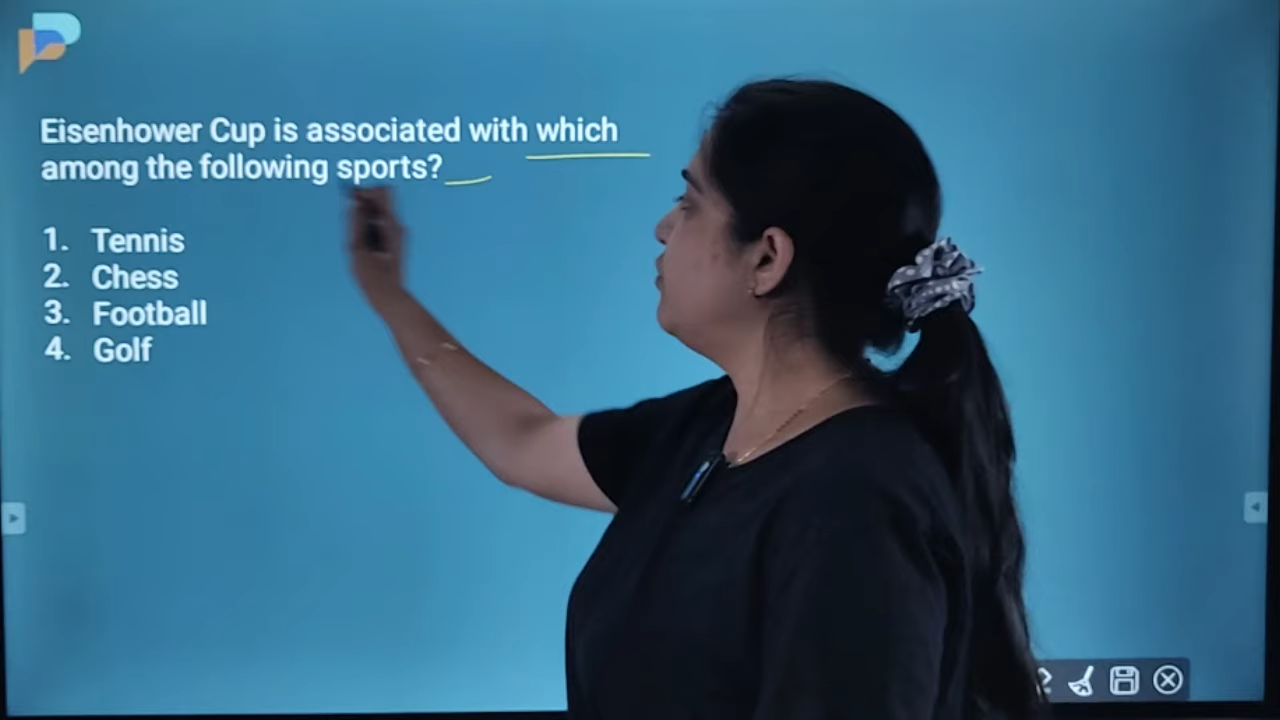 Eisenhower Cup is associated with which
among the following sports?
1. Tennis
2. Chess
3. Football
4. Golf